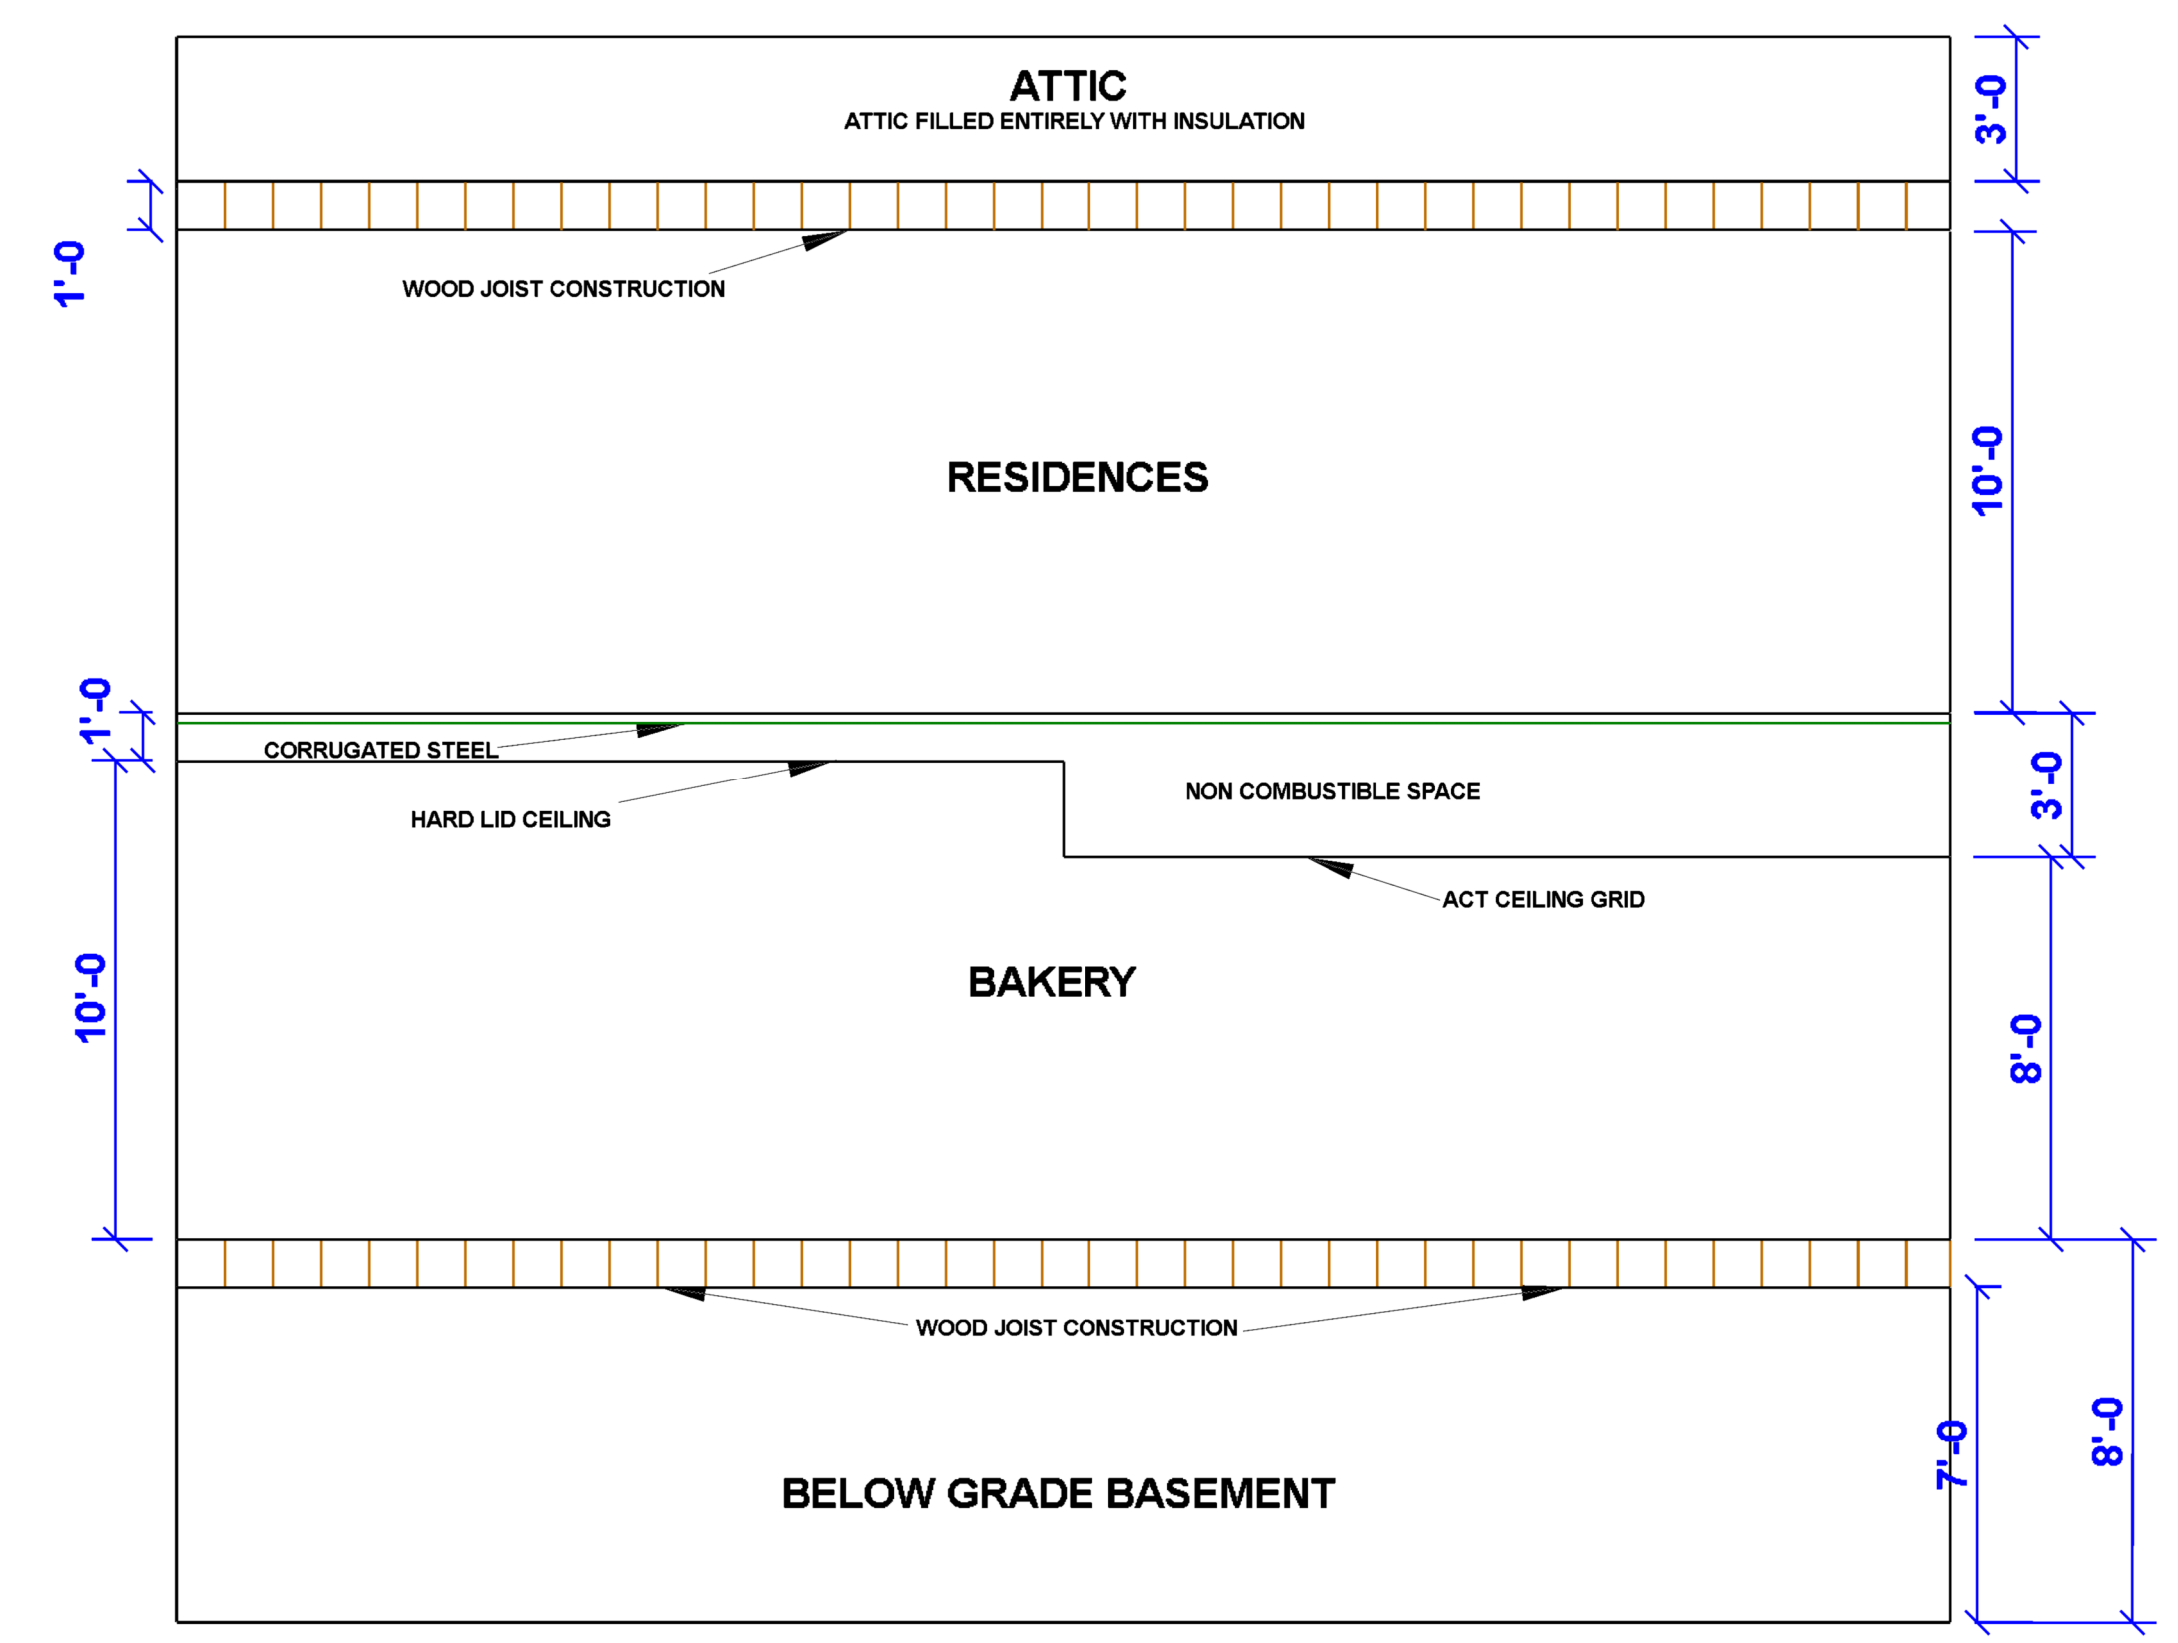 ATTIC
ATTIC FILLED ENTIRELY WITH INSULATION
3'-0
1'-0
WOOD JOIST CONSTRUCTION
RESIDENCES
10'-0
1'-0
CORRUGATED STEEL
HARD LID CEILING
NON COMBUSTIBLE SPACE
3'-0
ACT CEILING GRID
BAKERY
10'-0
8'-0
WOOD JOIST CONSTRUCTION
7'-0
8'-0
BELOW GRADE BASEMENT